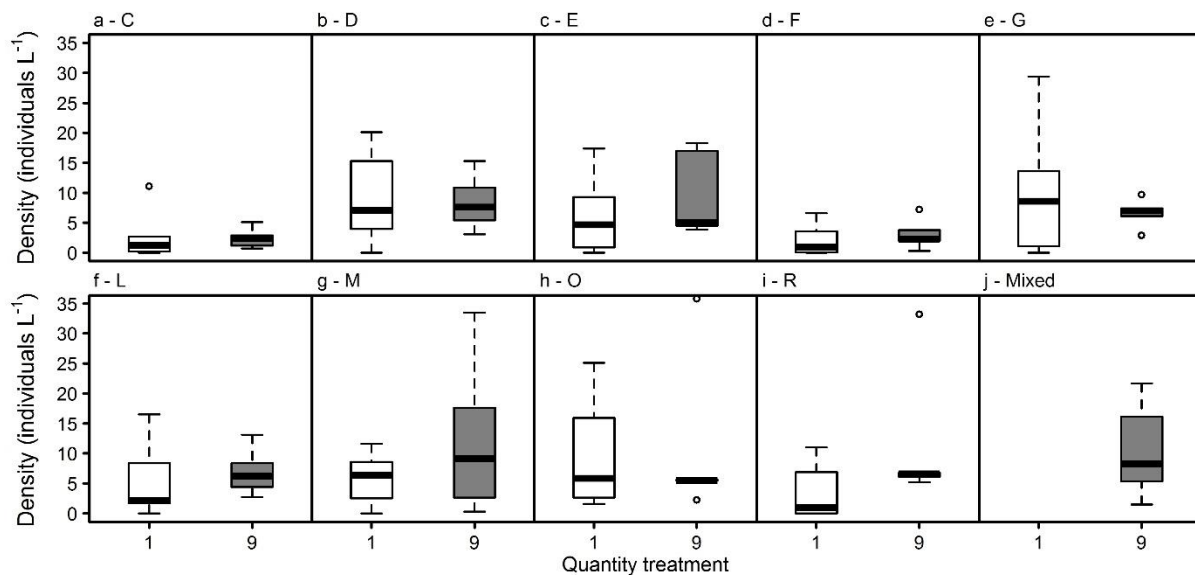 a - C b - D c - E d - F e - G
Density (individuals L⁻¹)
35
30
25
20
15
10
5
0
f - L g - M h - O i - R j - Mixed
Density (individuals L⁻¹)
35
30
25
20
15
10
5
0
1 9 1 9 1 9 1 9 1 9
Quantity treatment